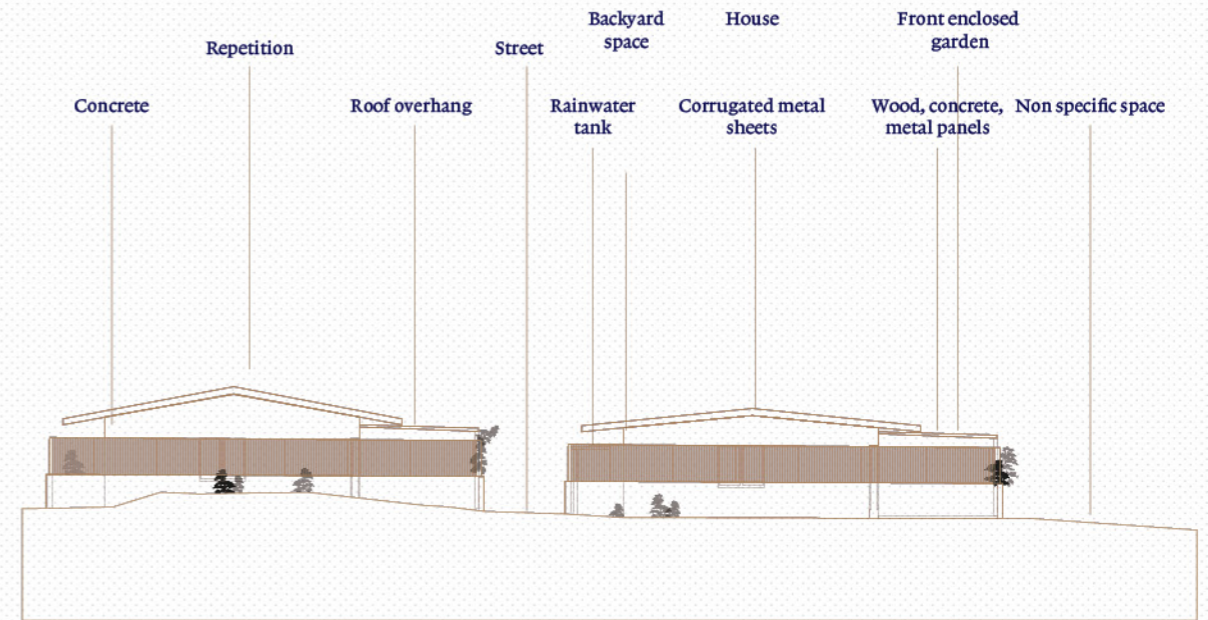 Backyard
space
House
Front enclosed
garden
Repetition
Street
Concrete
Roof overhang
Rainwater
tank
Corrugated metal
sheets
Wood, concrete,
metal panels
Non specific space